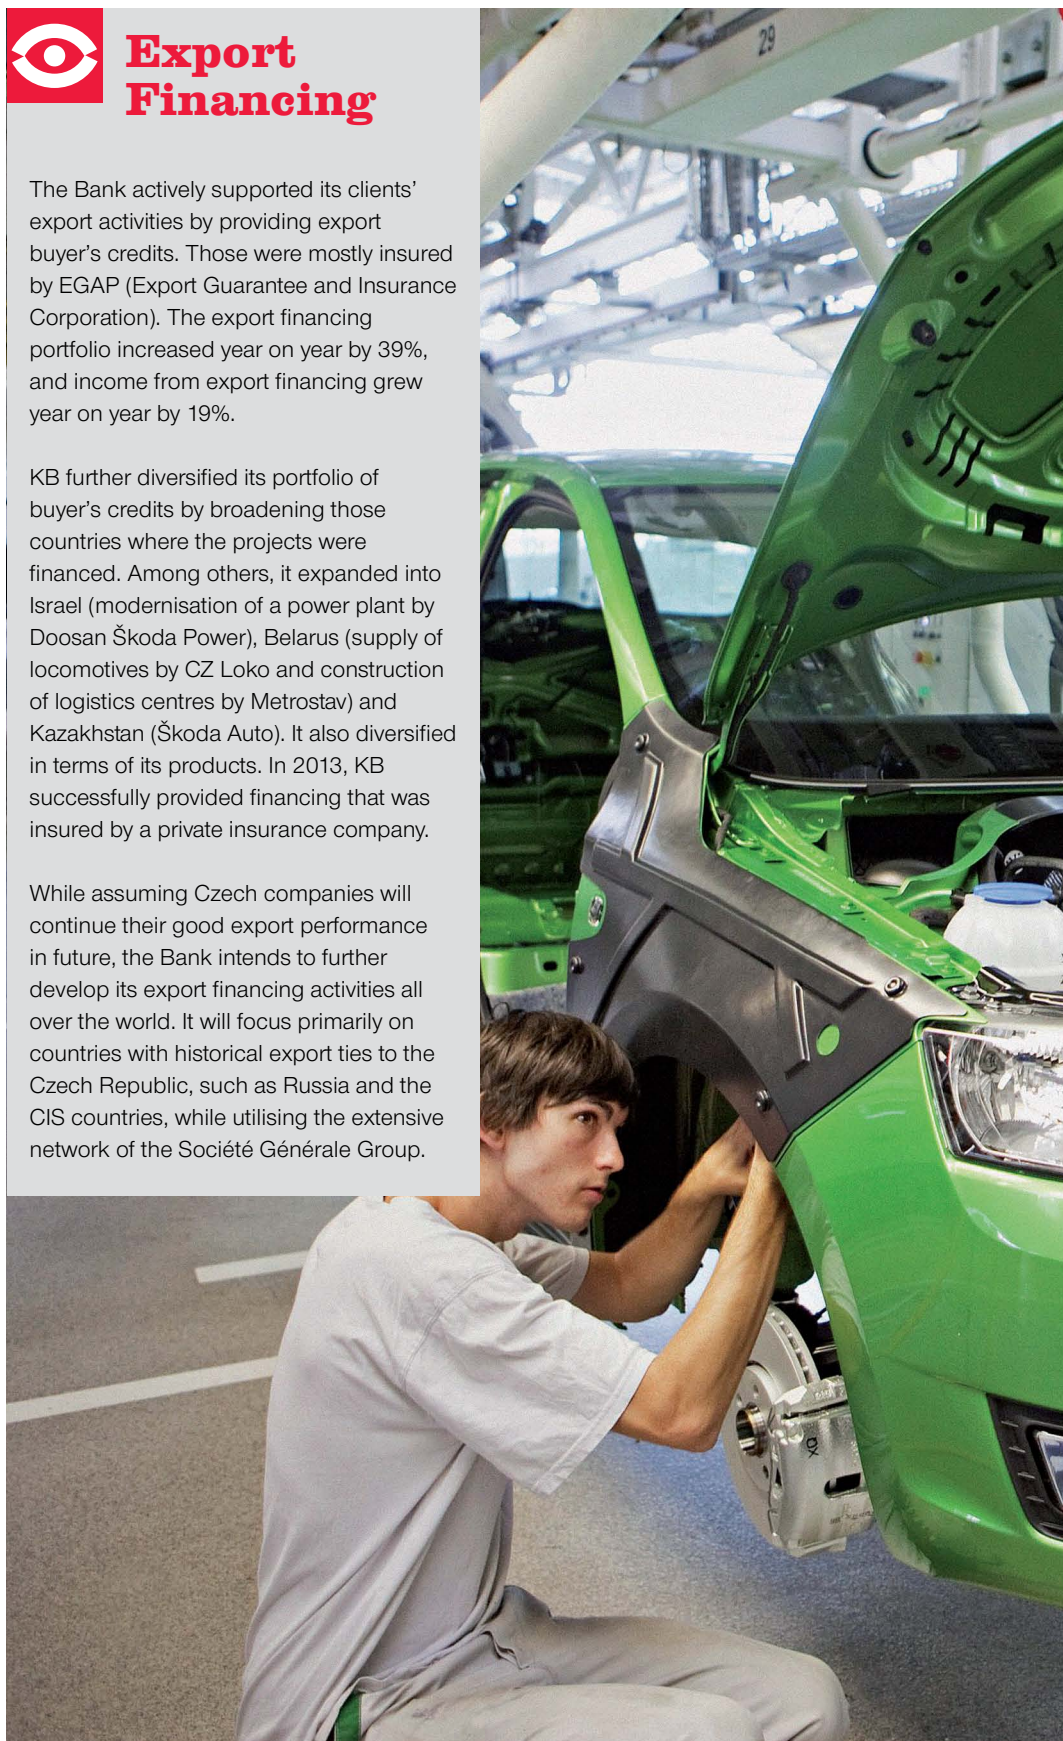 Export
Financing
The Bank actively supported its clients’
export activities by providing export
buyer’s credits. Those were mostly insured
by EGAP (Export Guarantee and Insurance
Corporation). The export financing
portfolio increased year on year by 39%,
and income from export financing grew
year on year by 19%.
KB further diversified its portfolio of
buyer’s credits by broadening those
countries where the projects were
financed. Among others, it expanded into
Israel (modernisation of a power plant by
Doosan Škoda Power), Belarus (supply of
locomotives by CZ Loko and construction
of logistics centres by Metrostav) and
Kazakhstan (Škoda Auto). It also diversified
in terms of its products. In 2013, KB
successfully provided financing that was
insured by a private insurance company.
While assuming Czech companies will
continue their good export performance
in future, the Bank intends to further
develop its export financing activities all
over the world. It will focus primarily on
countries with historical export ties to the
Czech Republic, such as Russia and the
CIS countries, while utilising the extensive
network of the Société Générale Group.
29